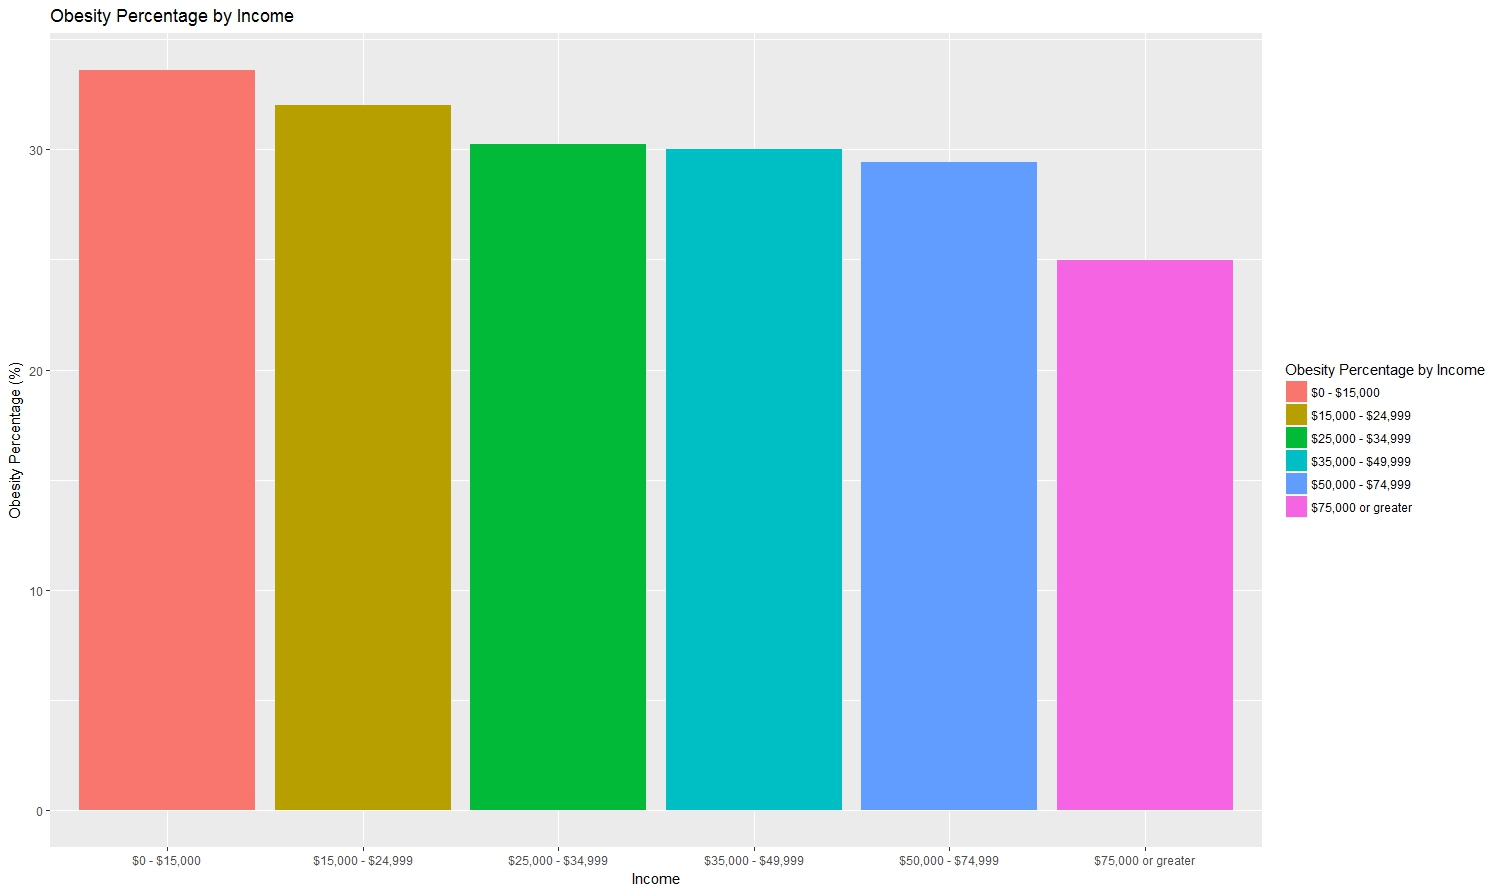 Obesity Percentage by Income
Obesity Percentage (%)
30
20
10
0
$0 - $15,000
$15,000 - $24,999
$25,000 - $34,999
$35,000 - $49,999
$50,000 - $74,999
$75,000 or greater
Income
Obesity Percentage by Income
$0 - $15,000
$15,000 - $24,999
$25,000 - $34,999
$35,000 - $49,999
$50,000 - $74,999
$75,000 or greater